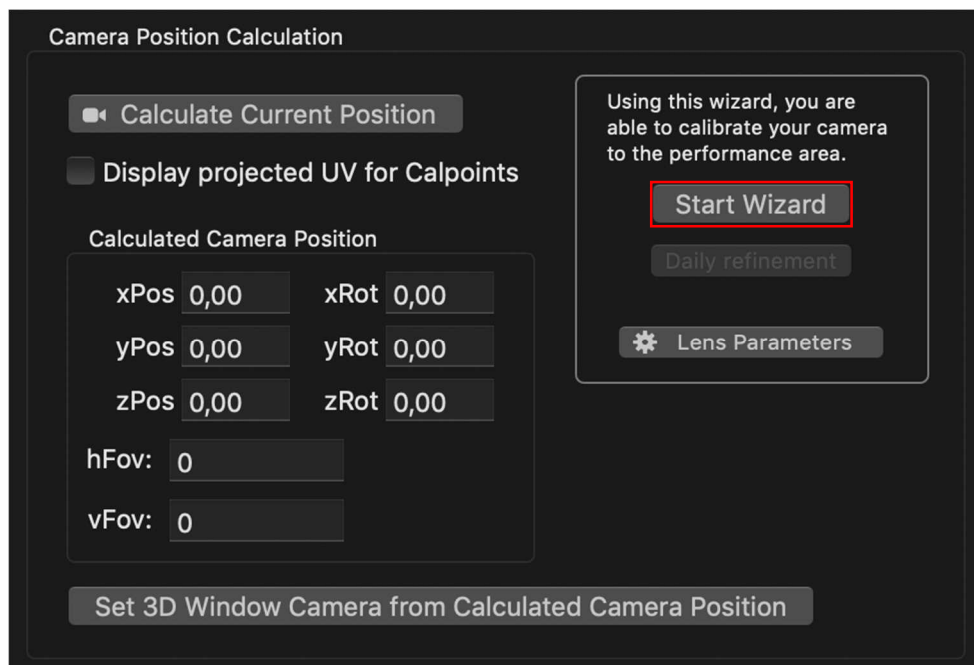 Camera Position Calculation
Calculate Current Position
Display projected UV for Calpoints
Using this wizard, you are
able to calibrate your camera
to the performance area.
Start Wizard
Daily refinement
Lens Parameters
Calculated Camera Position
xPos 0,00 xRot 0,00
yPos 0,00 yRot 0,00
zPos 0,00 zRot 0,00
hFov: 0
vFov: 0
Set 3D Window Camera from Calculated Camera Position